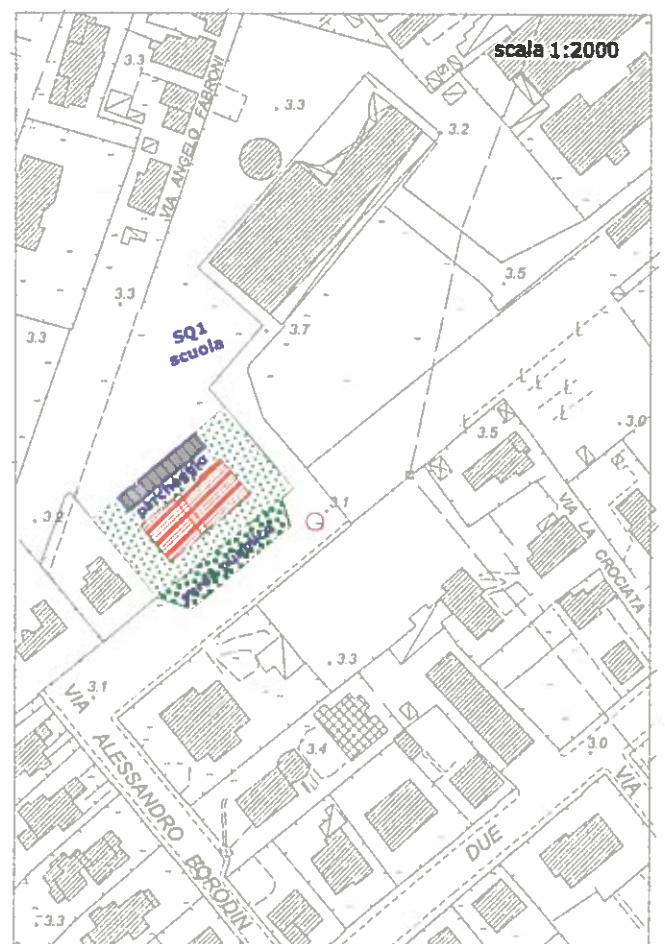 scala 1:2000
3.3
VIA ANGELO FABRONI
3.3
3.2
3.5
3.3
3.3
3.7
SQ1
scuola
3.0
3.5
parcheggio
3.2
3.1
VIA LA CROCIATA
verde pubblico
3.3
3.1
VIA ALESSANDRO BORODIN
3.4
3.0
VIA
DUE
3.3